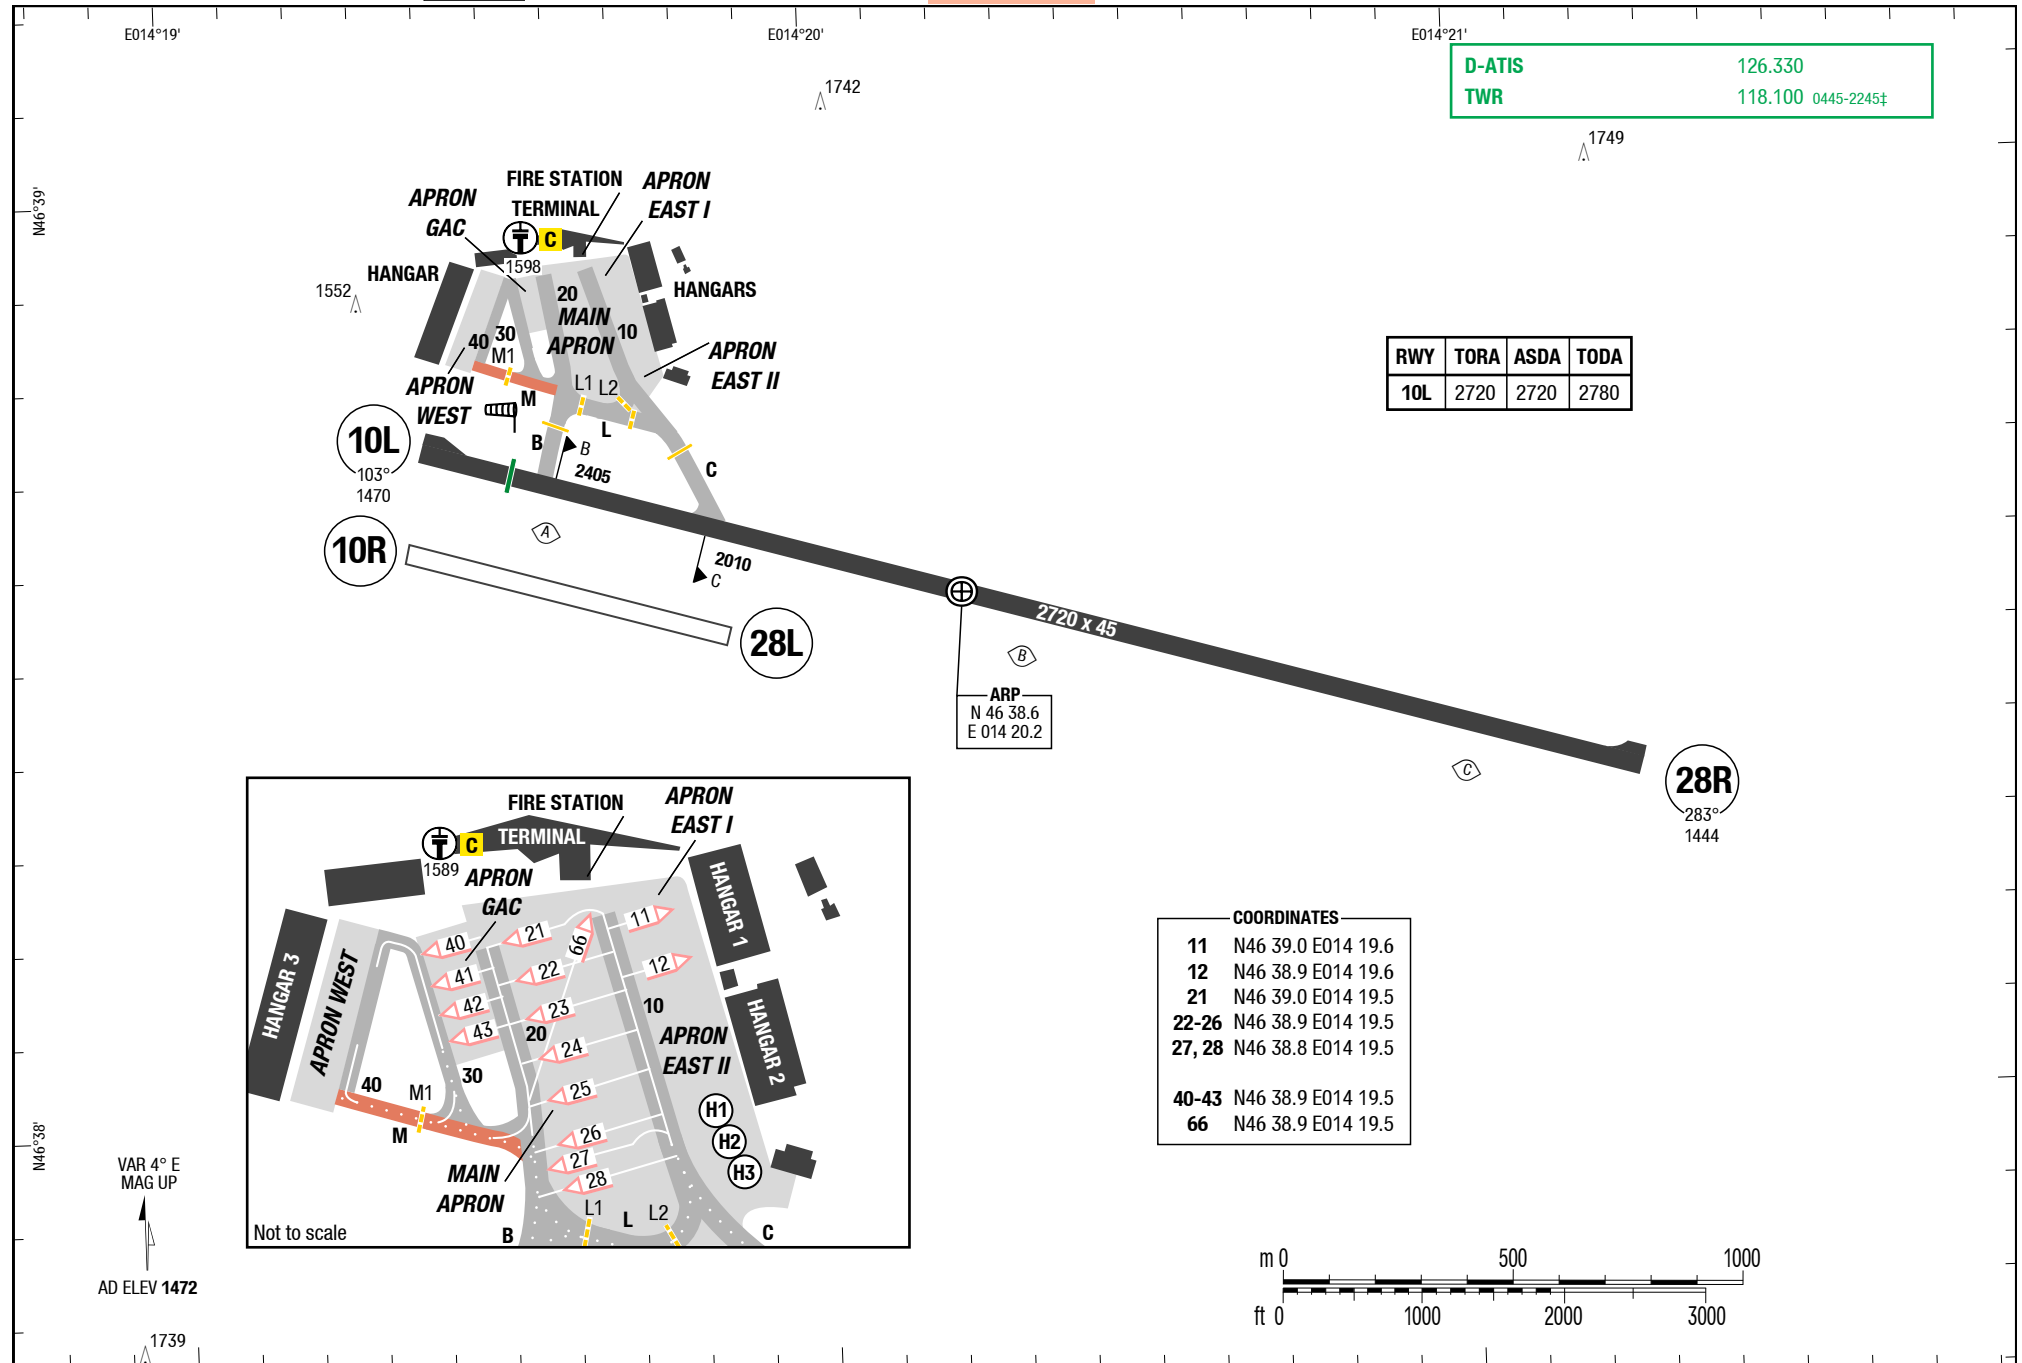 E014°19'
E014°20'
E014°21'
D-ATIS 126.330
TWR 118.100 0445-2245‡
1742
1749
N46°39'
FIRE STATION
TERMINAL
APRON
GAC
APRON
EAST I
C
1598
HANGAR
HANGARS
1552
20
MAIN
APRON
10
40
30
M1
APRON
EAST II
L1
L2
APRON
WEST
M
L
B
C
B
2405
10L
103°
1470
RWY TORA ASDA TODA
10L 2720 2720 2780
A
10R
2010
C
28L
2720 x 45
B
ARP
N 46 38.6
E 014 20.2
C
28R
283°
1444
FIRE STATION
TERMINAL
APRON
EAST I
C
1589
APRON
GAC
HANGAR 1
HANGAR 2
HANGAR 3
APRON WEST
11
12
21
22
23
24
25
26
27
28
40
41
42
43
66
10
20
30
40
APRON
EAST II
M1
M
H1
H2
H3
MAIN
APRON
L1
L
L2
B
C
Not to scale
COORDINATES
11 N46 39.0 E014 19.6
12 N46 38.9 E014 19.6
21 N46 39.0 E014 19.5
22-26 N46 38.9 E014 19.5
27, 28 N46 38.8 E014 19.5
40-43 N46 38.9 E014 19.5
66 N46 38.9 E014 19.5
N46°38'
VAR 4° E
MAG UP
AD ELEV 1472
1739
m 0 500 1000
ft 0 1000 2000 3000